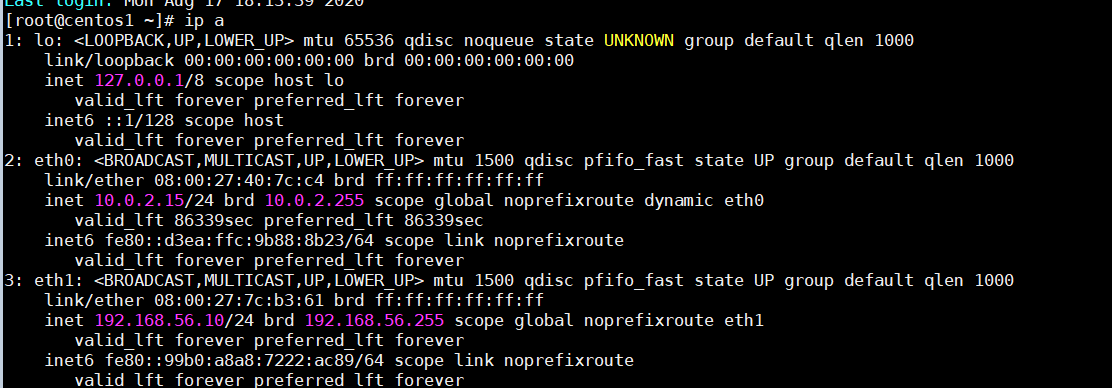 Last login: Mon Aug 17 18:13:39 2020
[root@centos1 ~]# ip a
1: lo: <LOOPBACK,UP,LOWER_UP> mtu 65536 qdisc noqueue state UNKNOWN group default qlen 1000
    link/loopback 00:00:00:00:00:00 brd 00:00:00:00:00:00
    inet 127.0.0.1/8 scope host lo
       valid_lft forever preferred_lft forever
    inet6 ::1/128 scope host
       valid_lft forever preferred_lft forever
2: eth0: <BROADCAST,MULTICAST,UP,LOWER_UP> mtu 1500 qdisc pfifo_fast state UP group default qlen 1000
    link/ether 08:00:27:40:7c:c4 brd ff:ff:ff:ff:ff:ff
    inet 10.0.2.15/24 brd 10.0.2.255 scope global noprefixroute dynamic eth0
       valid_lft 86339sec preferred_lft 86339sec
    inet6 fe80::d3ea:ffc:9b88:8b23/64 scope link noprefixroute
       valid_lft forever preferred_lft forever
3: eth1: <BROADCAST,MULTICAST,UP,LOWER_UP> mtu 1500 qdisc pfifo_fast state UP group default qlen 1000
    link/ether 08:00:27:7c:b3:61 brd ff:ff:ff:ff:ff:ff
    inet 192.168.56.10/24 brd 192.168.56.255 scope global noprefixroute eth1
       valid_lft forever preferred_lft forever
    inet6 fe80::99b0:a8a8:7222:ac89/64 scope link noprefixroute
       valid_lft forever preferred_lft forever